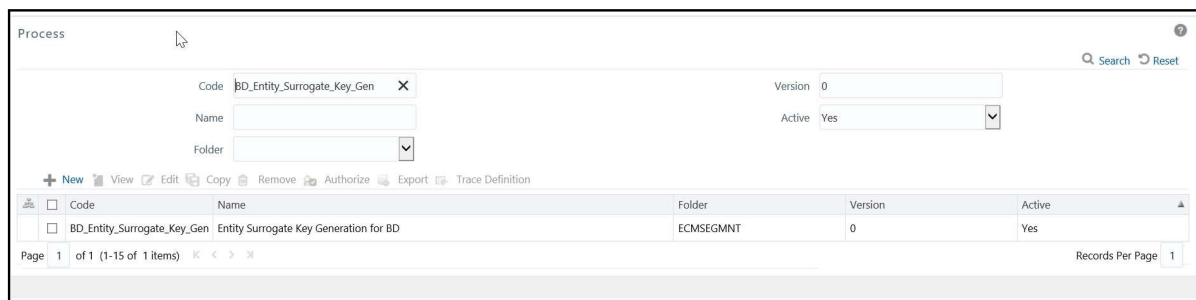 Process
?
Search Reset
Code BD_Entity_Surrogate_Key_Gen Version 0
Name Active Yes
Folder
New View Edit Copy Remove Authorize Export Trace Definition
Code Name Folder Version Active
BD_Entity_Surrogate_Key_Gen Entity Surrogate Key Generation for BD ECMSEGMNT 0 Yes
Page 1 of 1 (1-15 of 1 items) Records Per Page 1